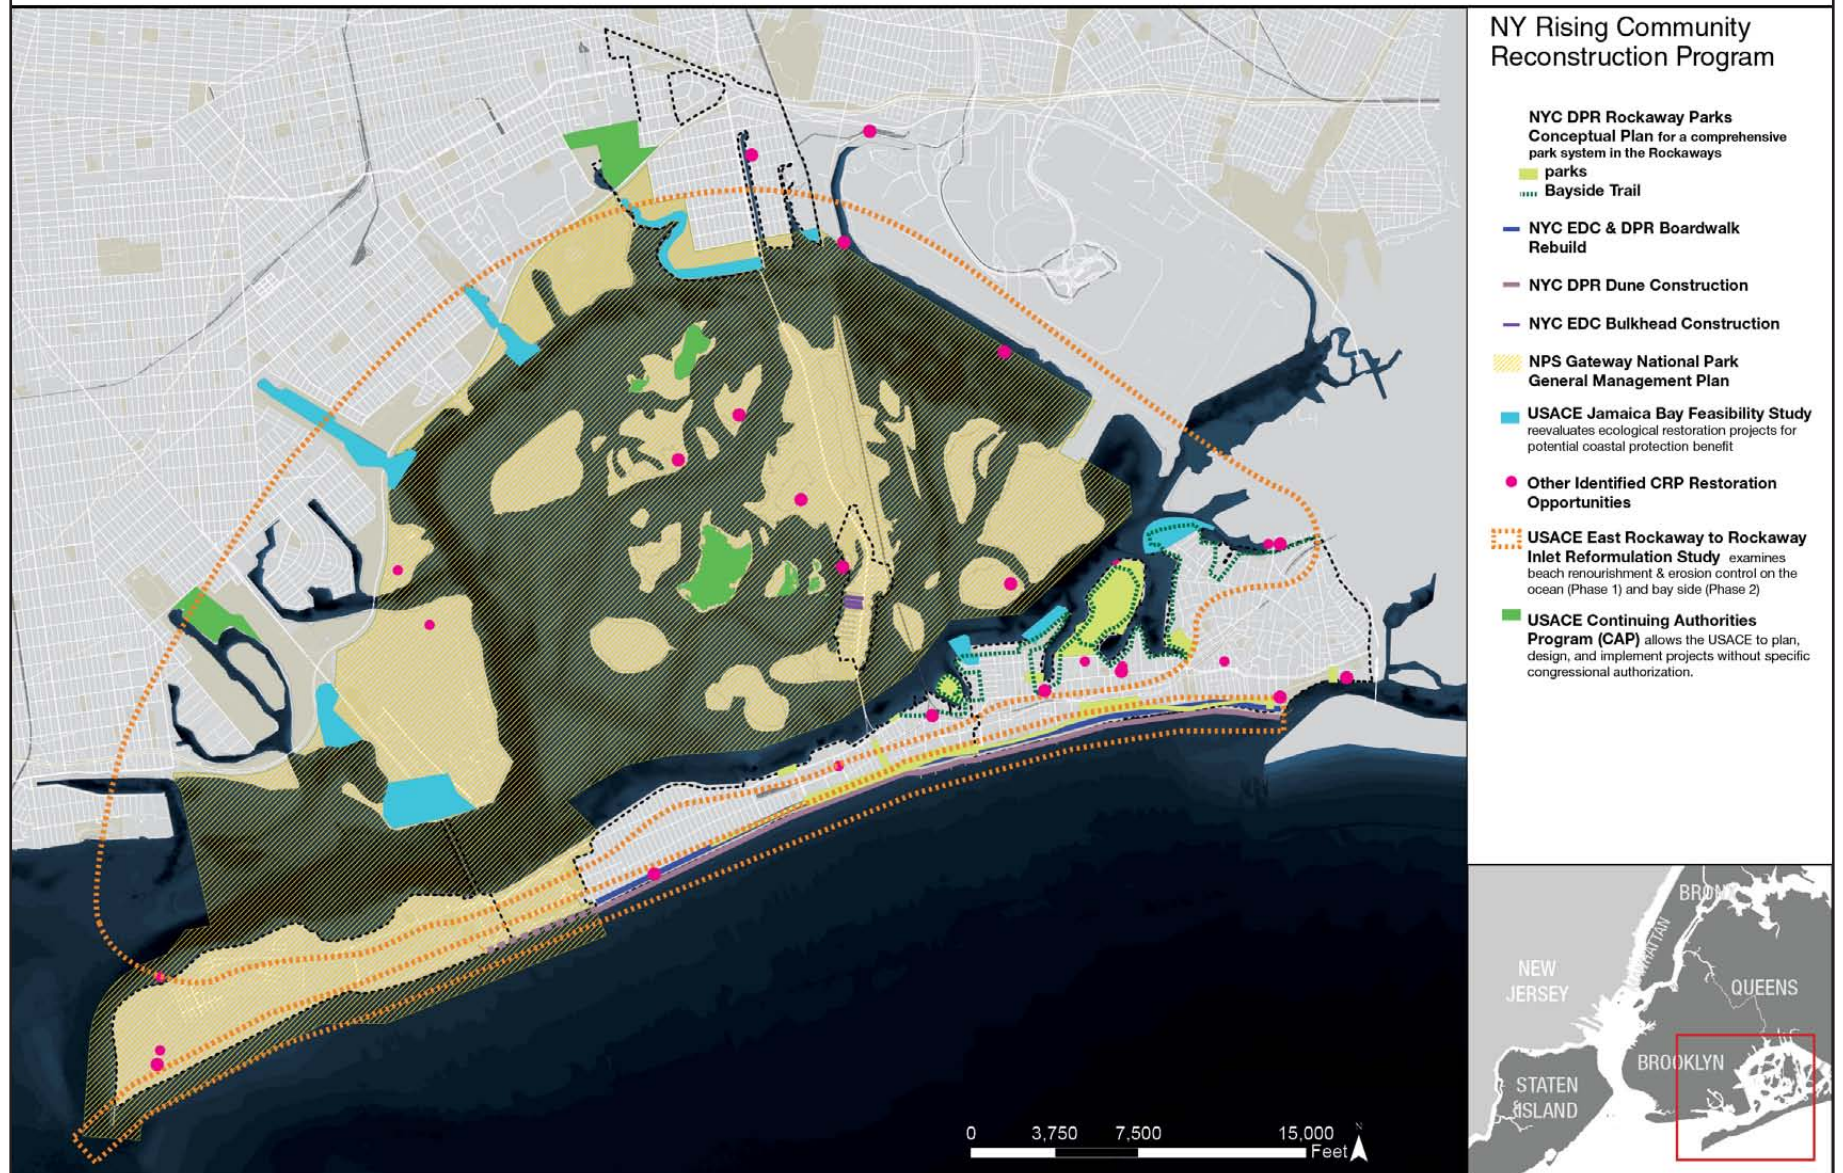 NY Rising Community
Reconstruction Program
NYC DPR Rockaway Parks
Conceptual Plan for a comprehensive
park system in the Rockaways
parks
Bayside Trail
NYC EDC & DPR Boardwalk
Rebuild
NYC DPR Dune Construction
NYC EDC Bulkhead Construction
NPS Gateway National Park
General Management Plan
USACE Jamaica Bay Feasibility Study
reevaluates ecological restoration projects for
potential coastal protection benefit
Other Identified CRP Restoration
Opportunities
USACE East Rockaway to Rockaway
Inlet Reformulation Study examines
beach renourishment & erosion control on the
ocean (Phase 1) and bay side (Phase 2)
USACE Continuing Authorities
Program (CAP) allows the USACE to plan,
design, and implement projects without specific
congressional authorization.
BRONX
MANHATTAN
NEW
JERSEY
QUEENS
BROOKLYN
STATEN
ISLAND
0 3,750 7,500 15,000
Feet
N